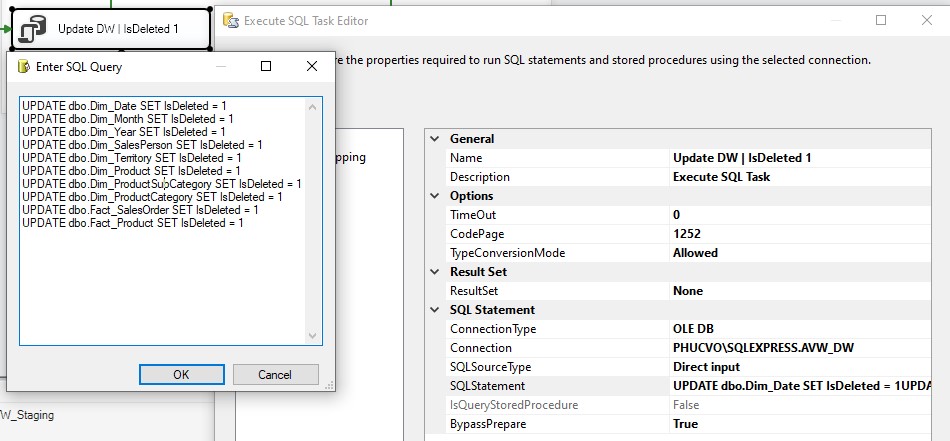 Update DW | IsDeleted 1
Execute SQL Task Editor
Enter SQL Query
re the properties required to run SQL statements and stored procedures using the selected connection.
UPDATE dbo.Dim_Date SET IsDeleted = 1
UPDATE dbo.Dim_Month SET IsDeleted = 1
UPDATE dbo.Dim_Year SET IsDeleted = 1
UPDATE dbo.Dim_SalesPerson SET IsDeleted = 1
UPDATE dbo.Dim_Territory SET IsDeleted = 1
UPDATE dbo.Dim_Product SET IsDeleted = 1
UPDATE dbo.Dim_ProductSubCategory SET IsDeleted = 1
UPDATE dbo.Dim_ProductCategory SET IsDeleted = 1
UPDATE dbo.Fact_SalesOrder SET IsDeleted = 1
UPDATE dbo.Fact_Product SET IsDeleted = 1
OK Cancel
W_Staging
pping
General
Name Update DW | IsDeleted 1
Description Execute SQL Task
Options
TimeOut 0
CodePage 1252
TypeConversionMode Allowed
Result Set
ResultSet None
SQL Statement
ConnectionType OLE DB
Connection PHUCVO\SQLEXPRESS.AVW_DW
SQLSourceType Direct input
SQLStatement UPDATE dbo.Dim_Date SET IsDeleted = 1UPDA
IsQueryStoredProcedure False
BypassPrepare True